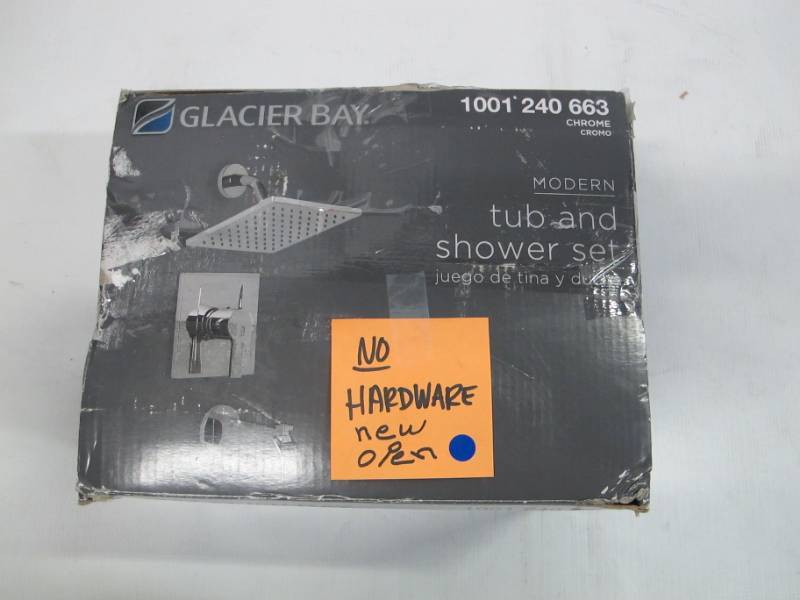 GLACIER BAY
1001 240 663
CHROME
CROMO
MODERN
tub and
shower set
juego de tina y
NO
HARDWARE
new
open